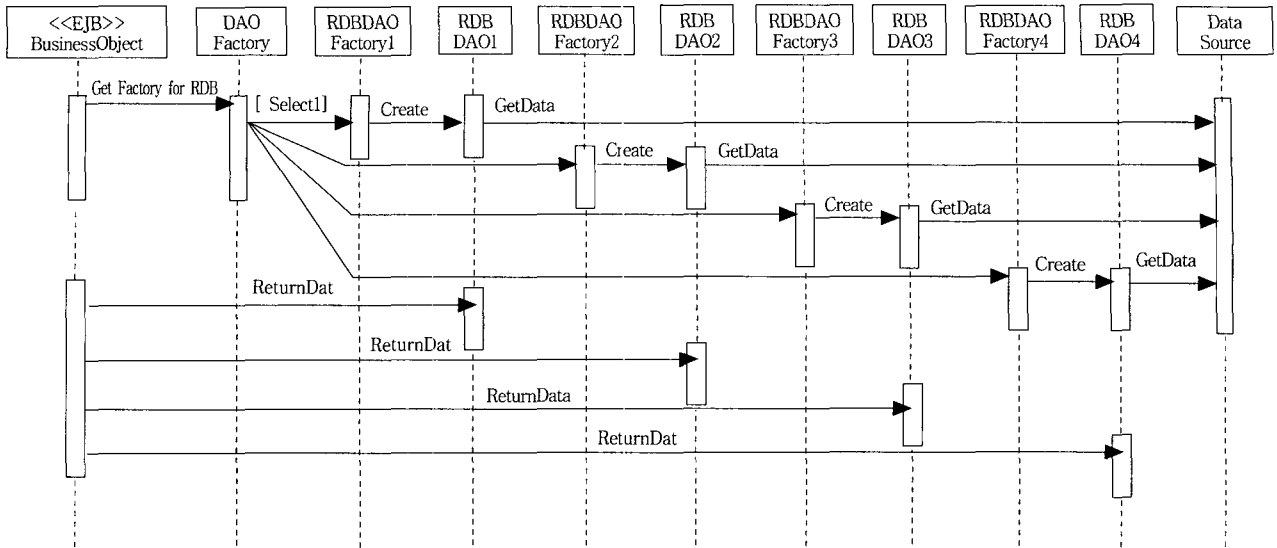 <<EJB>>
BusinessObject
DAO
Factory
RDBDAO
Factory1
RDB
DAO1
RDBDAO
Factory2
RDB
DAO2
RDBDAO
Factory3
RDB
DAO3
RDBDAO
Factory4
RDB
DAO4
Data
Source
Get Factory for RDB
[ Select1]
Create
GetData
Create
GetData
Create
GetData
Create
GetData
ReturnDat
ReturnDat
ReturnData
ReturnDat